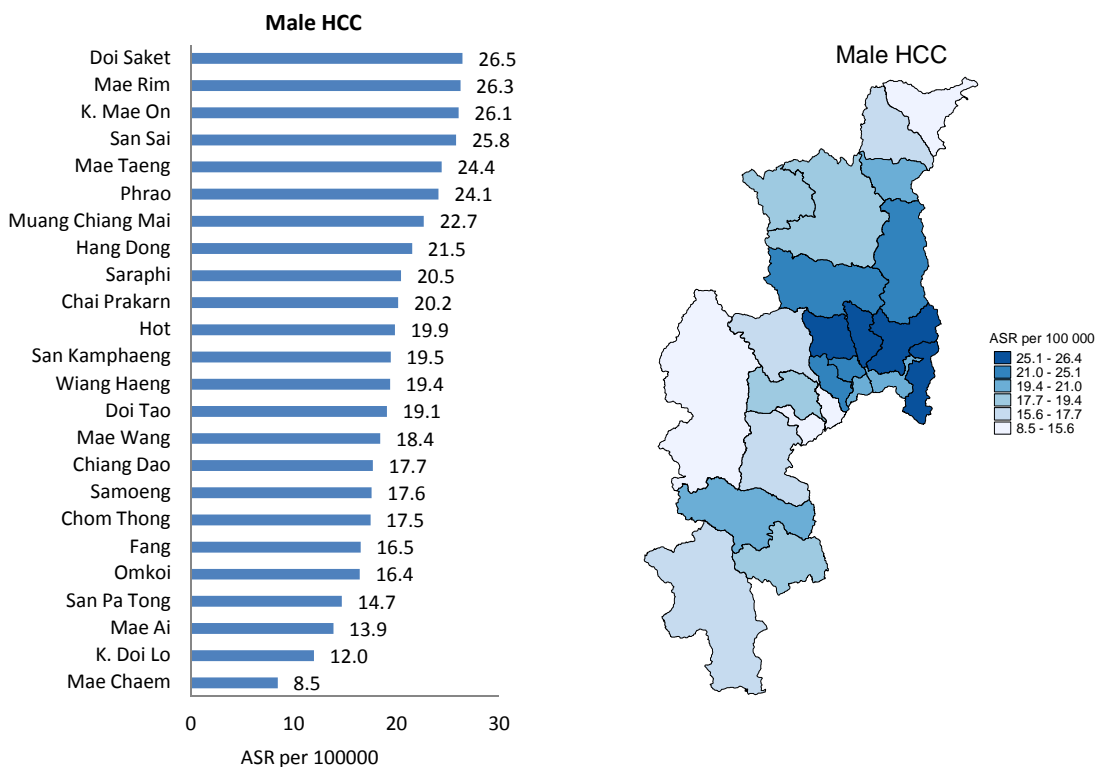 Male HCC
Doi Saket 26.5
Mae Rim 26.3
K. Mae On 26.1
San Sai 25.8
Mae Taeng 24.4
Phrao 24.1
Muang Chiang Mai 22.7
Hang Dong 21.5
Saraphi 20.5
Chai Prakarn 20.2
Hot 19.9
San Kamphaeng 19.5
Wiang Haeng 19.4
Doi Tao 19.1
Mae Wang 18.4
Chiang Dao 17.7
Samoeng 17.6
Chom Thong 17.5
Fang 16.5
Omkoi 16.4
San Pa Tong 14.7
Mae Ai 13.9
K. Doi Lo 12.0
Mae Chaem 8.5
0 10 20 30
ASR per 100000
Male HCC
ASR per 100 000
25.1 - 26.4
21.0 - 25.1
19.4 - 21.0
17.7 - 19.4
15.6 - 17.7
8.5 - 15.6